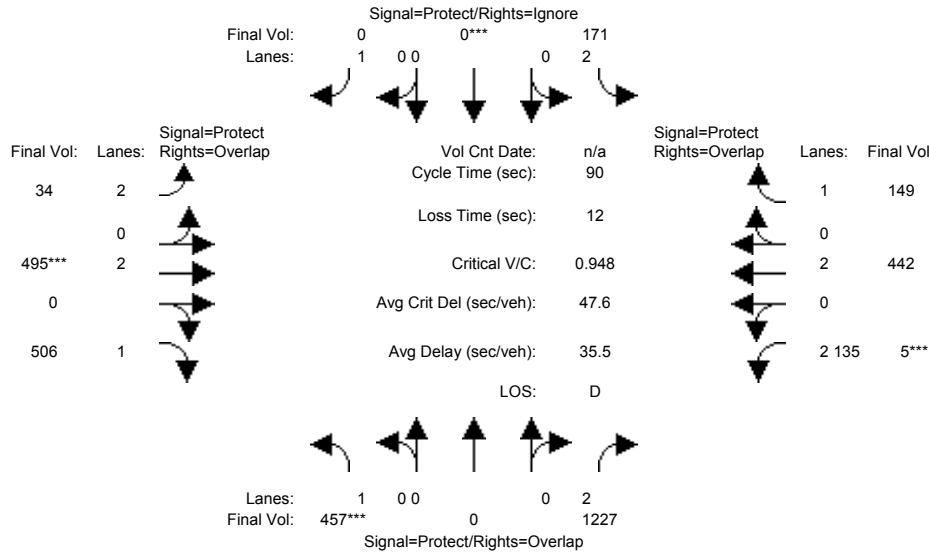 Signal=Protect/Rights=Ignore
Final Vol: 0 0*** 171
Lanes: 1 0 0 0 2
Signal=Protect Signal=Protect
Final Vol: Lanes: Rights=Overlap Vol Cnt Date: n/a Rights=Overlap Lanes: Final Vol
Cycle Time (sec): 90
34 2 1 149
Loss Time (sec): 12
0 0
495*** 2 Critical V/C: 0.948 2 442
0 Avg Crit Del (sec/veh): 47.6 0
506 1 Avg Delay (sec/veh): 35.5 2 135 5***
LOS: D
Lanes: 1 0 0 0 2
Final Vol: 457*** 0 1227
Signal=Protect/Rights=Overlap